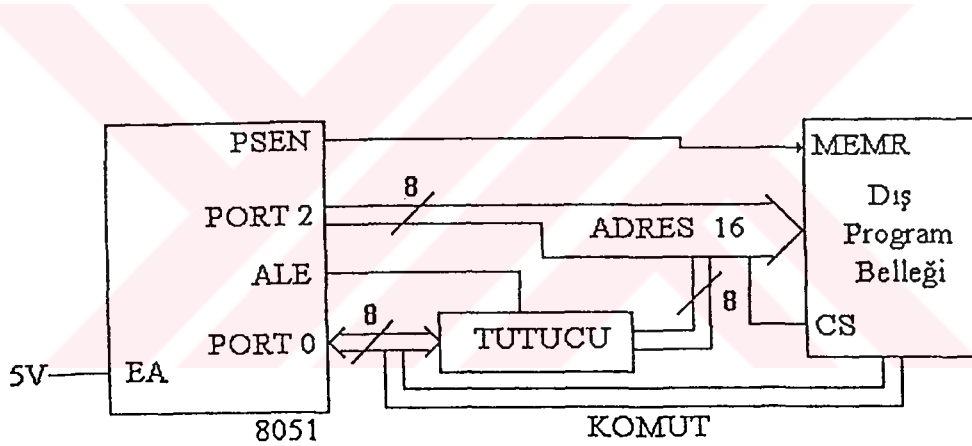 PSEN
MEMR
8
PORT 2
ADRES 16
Dış
Program
Belleği
ALE
8
8
PORT 0
TUTUCU
CS
5V
EA
8051
KOMUT